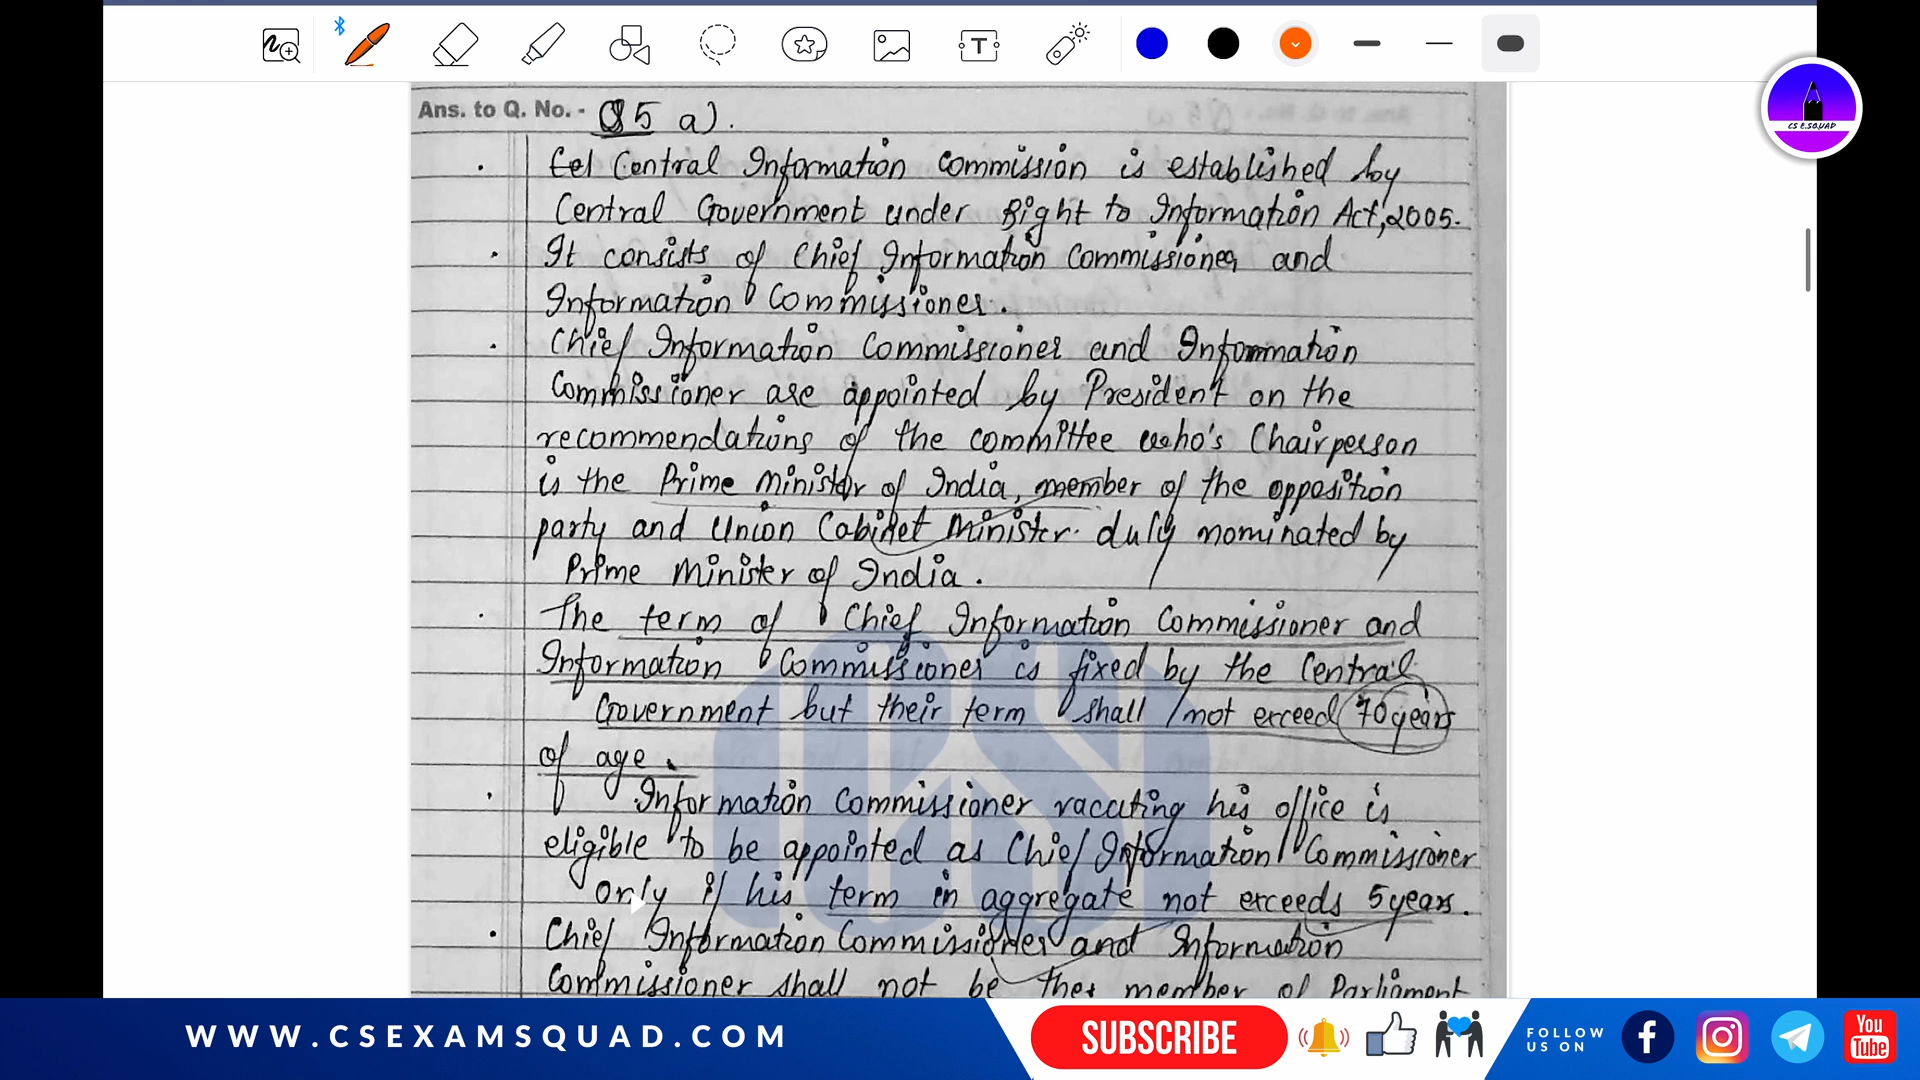 CS E.SQUAD
Ans. to Q. No. - Q5 a).
Central Information Commission is established by
Central Government under Right to Information Act, 2005.
It consists of Chief Information Commissioner and
Information Commissioner.
Chief Information Commissioner and Information
Commissioner are appointed by President on the
recommendations of the committee who's Chairperson
is the Prime Minister of India, member of the opposition
party and Union Cabinet Minister duly nominated by
Prime Minister of India.
The term of Chief Information Commissioner and
Information Commissioner is fixed by the Central
Government but their term shall not exceed 70 years
of age.
Information Commissioner vacating his office is
eligible to be appointed as Chief Information Commissioner
only if his term in aggregate not exceeds 5 years.
Chief Information Commissioner and Information
Commissioner shall not be the member of Parliament
WWW.CSEXAMSQUAD.COM
SUBSCRIBE
FOLLOW
US ON
You
Tube